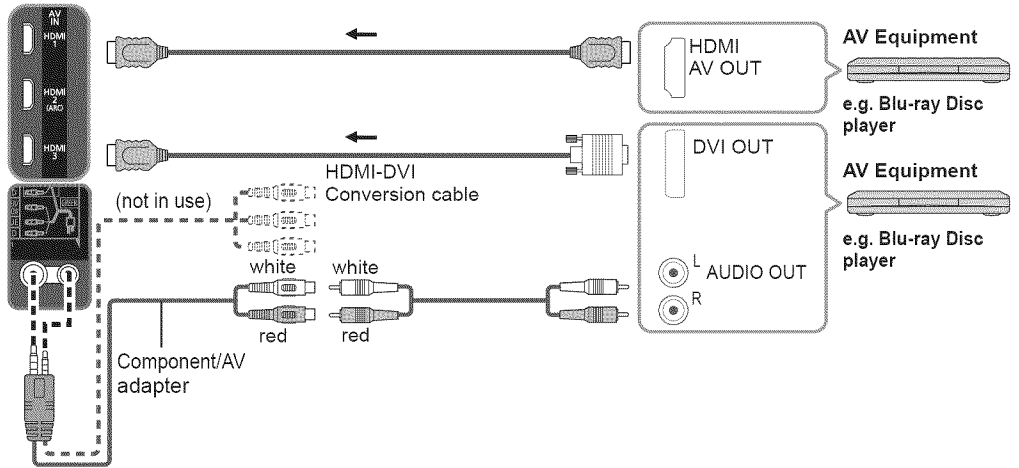 AV
IN
HDMI
1
HDMI
2
(ARC)
HDMI
3
HDMI
AV OUT
AV Equipment
e.g. Blu-ray Disc
player
HDMI-DVI
Conversion cable
DVI OUT
AV Equipment
e.g. Blu-ray Disc
player
(not in use)
white
white
L
AUDIO OUT
R
red
red
Component/AV
adapter